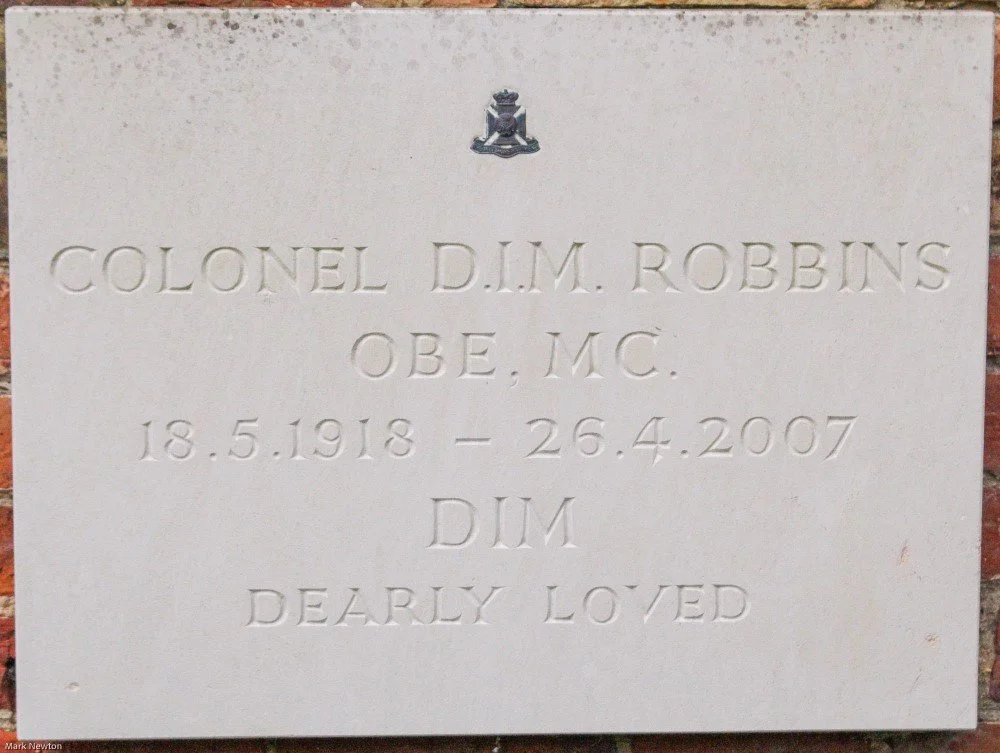 COLONEL D.I.M. ROBBINS
OBE, MC.
18.5.1918 – 26.4.2007
DIM
DEARLY LOVED
Mark Newton